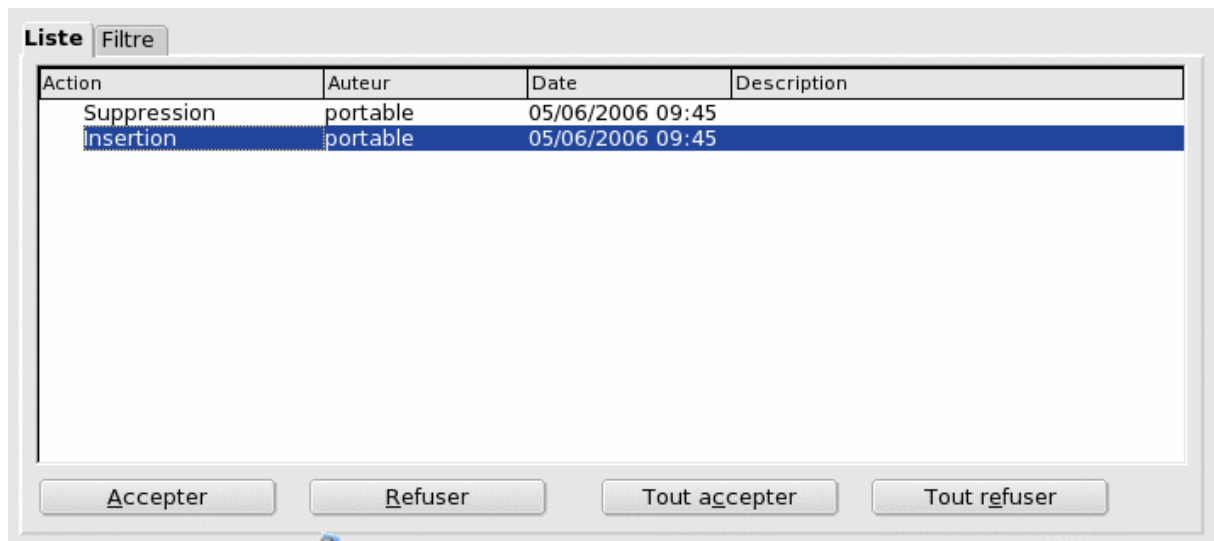 Liste Filtre
Action Auteur Date Description
Suppression portable 05/06/2006 09:45
Insertion portable 05/06/2006 09:45
Accepter Refuser Tout accepter Tout refuser